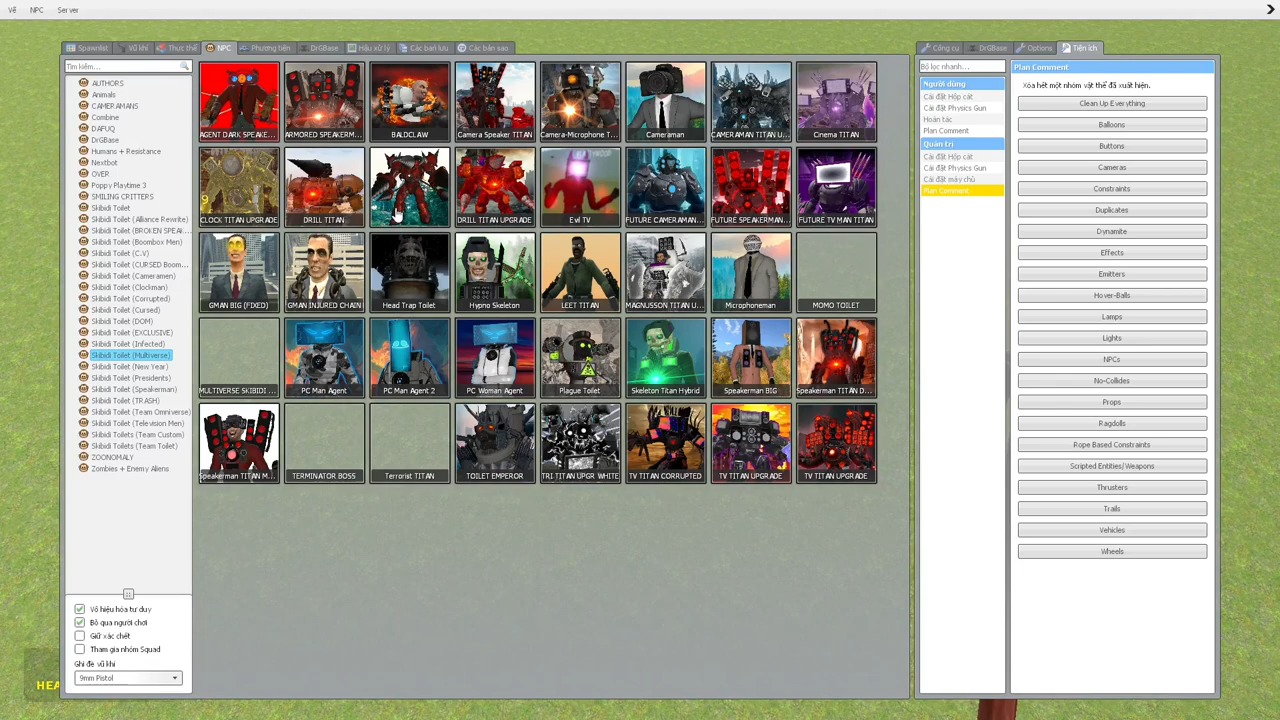 Vẽ NPC Server
Spawnlist Vũ khí Thực thể NPC Phương tiện DrGBase Hậu xử lý Các bản lưu Các bản sao
Tìm kiếm...
AUTHORS
Animals
CAMERAMANS
Combine
DAFUQ
DrGBase
Humans + Resistance
Nextbot
OVER
Poppy Playtime 3
SMILING CRITTERS
Skibidi Toilet
Skibidi Toilet (Alliance Rewrite)
Skibidi Toilet (BROKEN SPEAK...
Skibidi Toilet (Boombox Men)
Skibidi Toilet (C.V)
Skibidi Toilet (CURSED Boom...
Skibidi Toilet (Cameramen)
Skibidi Toilet (Clockman)
Skibidi Toilet (Corrupted)
Skibidi Toilet (Cursed)
Skibidi Toilet (DOM)
Skibidi Toilet (EXCLUSIVE)
Skibidi Toilet (Infected)
Skibidi Toilet (Multiverse)
Skibidi Toilet (New Year)
Skibidi Toilet (Presidents)
Skibidi Toilet (Speakerman)
Skibidi Toilet (TRASH)
Skibidi Toilet (Team Omniverse)
Skibidi Toilet (Television Men)
Skibidi Toilets (Team Custom)
Skibidi Toilets (Team Toilet)
ZOONOMALY
Zombies + Enemy Aliens
Vô hiệu hóa tư duy
Bỏ qua người chơi
Giữ xác chết
Tham gia nhóm Squad
Ghi đè vũ khí
9mm Pistol
HEA
AGENT DARK SPEAKE... ARMORED SPEAKERM... BALDCLAW Camera Speaker TITAN Camera-Microphone T... Cameraman CAMERAMAN TITAN U... Cinema TITAN
9
CLOCK TITAN UPGRADE DRILL TITAN DRILL TITAN UPGRADE Evil TV FUTURE CAMERAMAN... FUTURE SPEAKERMAN... FUTURE TV MAN TITAN
GMAN BIG (FIXED) GMAN INJURED CHAIN Head Trap Toilet Hypno Skeleton LEET TITAN MAGNUSSON TITAN U... Microphoneman MOMO TOILET
MULTIVERSE SKIBIDI ... PC Man Agent PC Man Agent 2 PC Woman Agent Plague Toilet Skeleton Titan Hybrid Speakerman BIG Speakerman TITAN D...
Speakerman TITAN M... TERMINATOR BOSS Terrorist TITAN TOILET EMPEROR TRI TITAN UPGR WHITE TV TITAN CORRUPTED TV TITAN UPGRADE TV TITAN UPGRADE
Công cụ DrGBase Options Tiện ích
Bộ lọc nhanh...
Người dùng
Cài đặt Hộp cát
Cài đặt Physics Gun
Hoàn tác
Plan Comment
Quản trị
Cài đặt Hộp cát
Cài đặt Physics Gun
Cài đặt máy chủ
Plan Comment
Plan Comment
Xóa hết một nhóm vật thể đã xuất hiện.
Clean Up Everything
Balloons
Buttons
Cameras
Constraints
Duplicates
Dynamite
Effects
Emitters
Hover-Balls
Lamps
Lights
NPCs
No-Collides
Props
Ragdolls
Rope Based Constraints
Scripted Entities/Weapons
Thrusters
Trails
Vehicles
Wheels